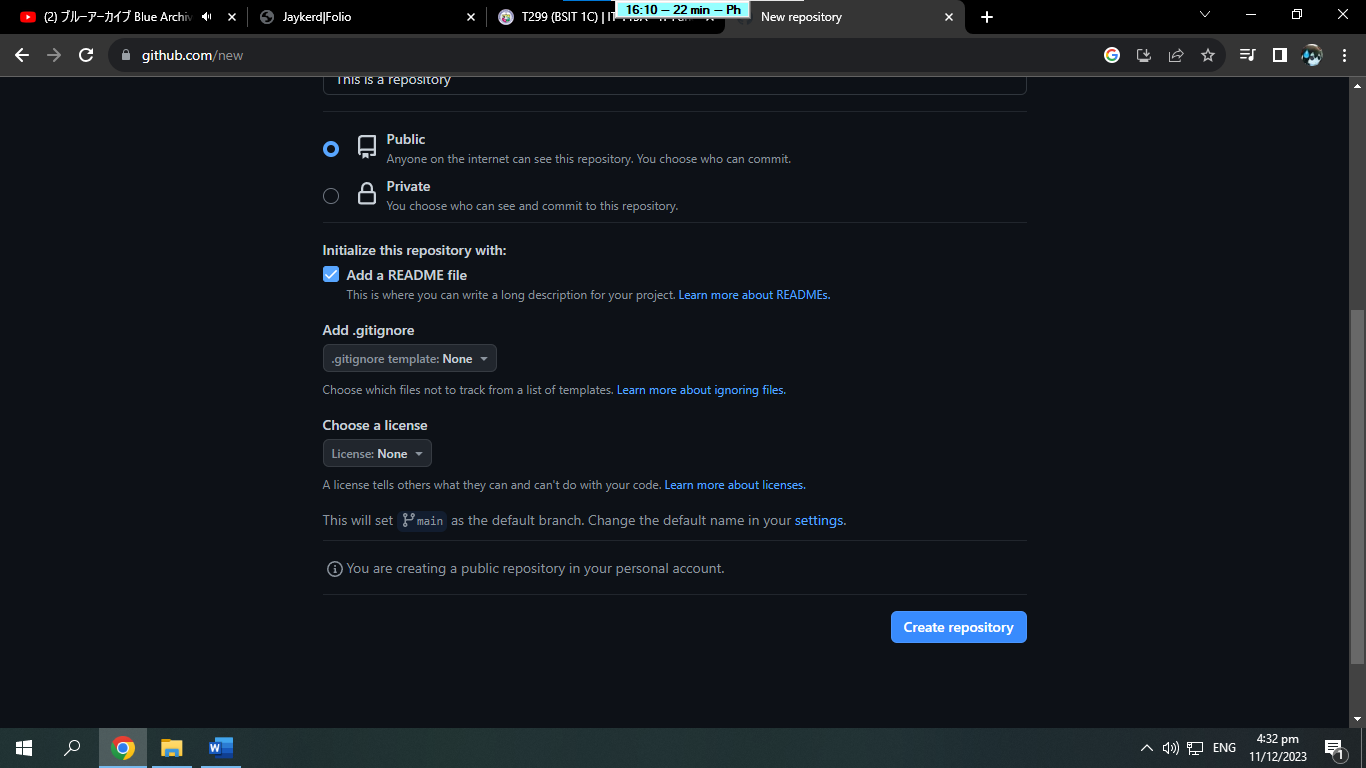 (2) ブルーアーカイブ Blue Archiv
Jaykerd|Folio
T299 (BSIT 1C) | IT
16:10 — 22 min — Ph
New repository
github.com/new
This is a repository
Public
Anyone on the internet can see this repository. You choose who can commit.
Private
You choose who can see and commit to this repository.
Initialize this repository with:
Add a README file
This is where you can write a long description for your project. Learn more about READMEs.
Add .gitignore
.gitignore template: None
Choose which files not to track from a list of templates. Learn more about ignoring files.
Choose a license
License: None
A license tells others what they can and can't do with your code. Learn more about licenses.
This will set main as the default branch. Change the default name in your settings.
You are creating a public repository in your personal account.
Create repository
ENG
4:32 pm
11/12/2023
1